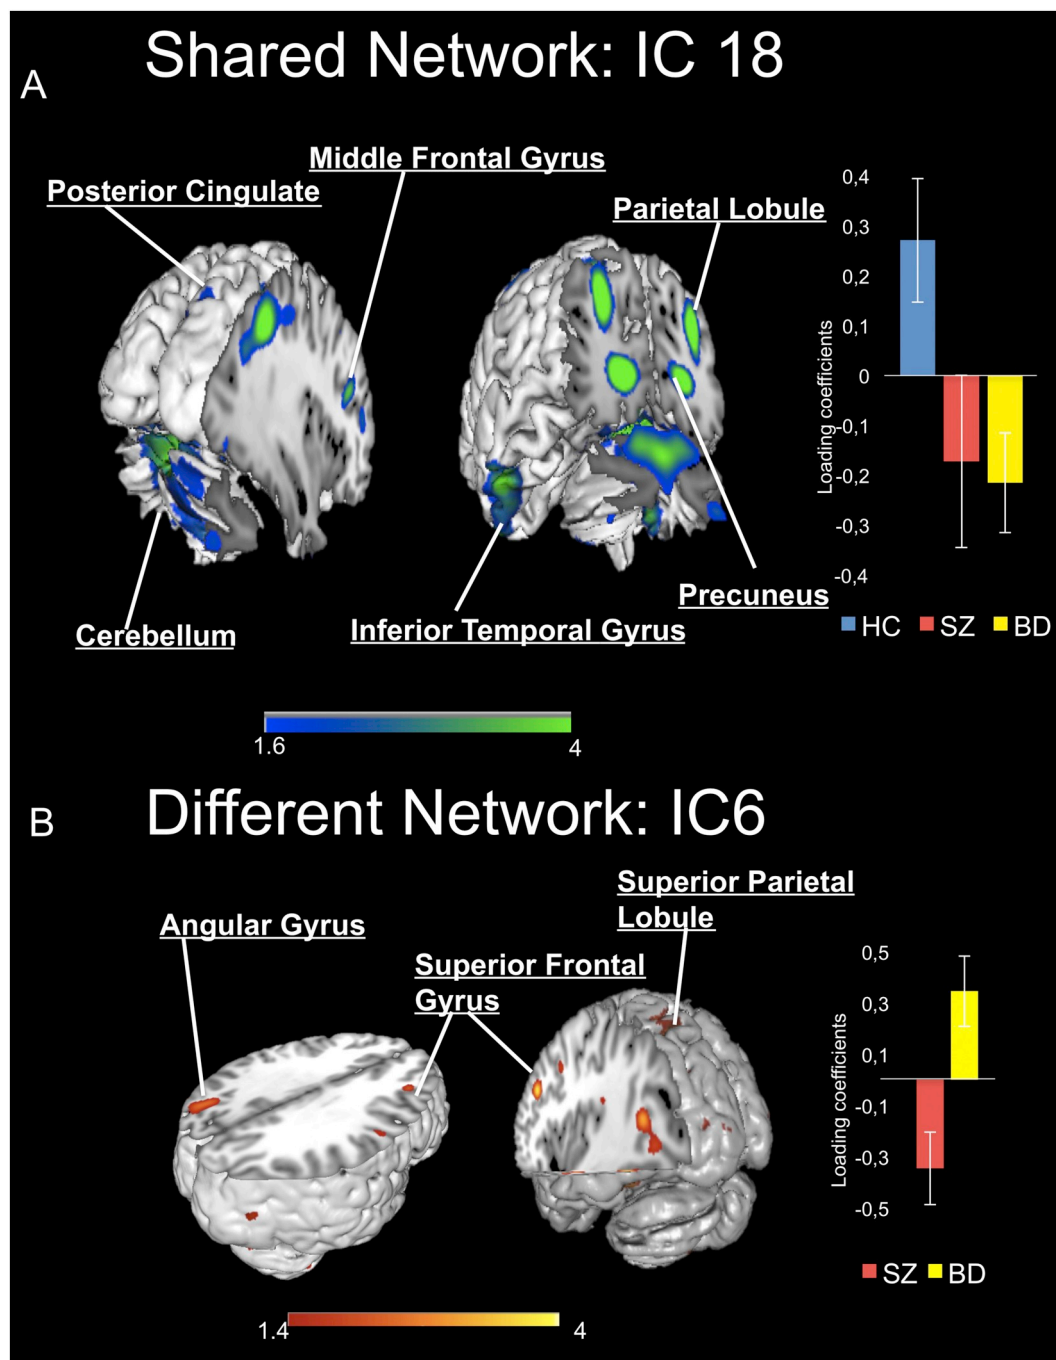 A
Shared Network: IC 18
Middle Frontal Gyrus
Posterior Cingulate
Parietal Lobule
Precuneus
Inferior Temporal Gyrus
Cerebellum
Loading coefficients
0,4
0,3
0,2
0,1
0
-0,1
-0,2
-0,3
-0,4
HC SZ BD
1.6 4
B
Different Network: IC6
Superior Parietal
Lobule
Angular Gyrus
Superior Frontal
Gyrus
Loading coefficients
0,5
0,3
0,1
-0,1
-0,3
-0,5
SZ BD
1.4 4